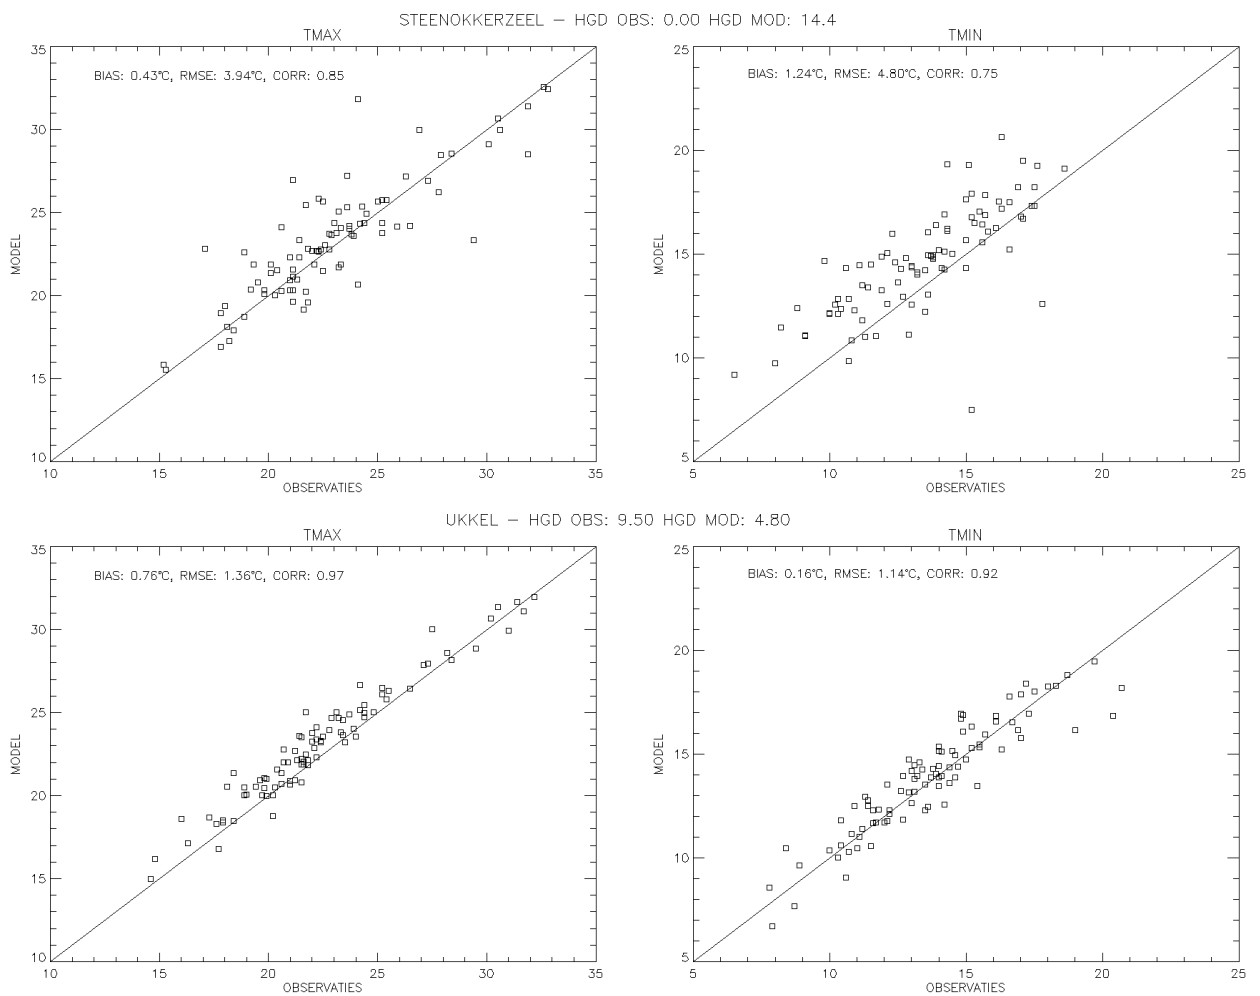 STEENOKKERZEEL – HGD OBS: 0.00 HGD MOD: 14.4
TMAX
35
BIAS: 0.43°C, RMSE: 3.94°C, CORR: 0.85
30
25
MODEL
20
15
10
10 15 20 25 30 35
OBSERVATIES
TMIN
25
BIAS: 1.24°C, RMSE: 4.80°C, CORR: 0.75
20
MODEL
15
10
5
5 10 15 20 25
OBSERVATIES
UKKEL – HGD OBS: 9.50 HGD MOD: 4.80
TMAX
35
BIAS: 0.76°C, RMSE: 1.36°C, CORR: 0.97
30
25
MODEL
20
15
10
10 15 20 25 30 35
OBSERVATIES
TMIN
25
BIAS: 0.16°C, RMSE: 1.14°C, CORR: 0.92
20
MODEL
15
10
5
5 10 15 20 25
OBSERVATIES